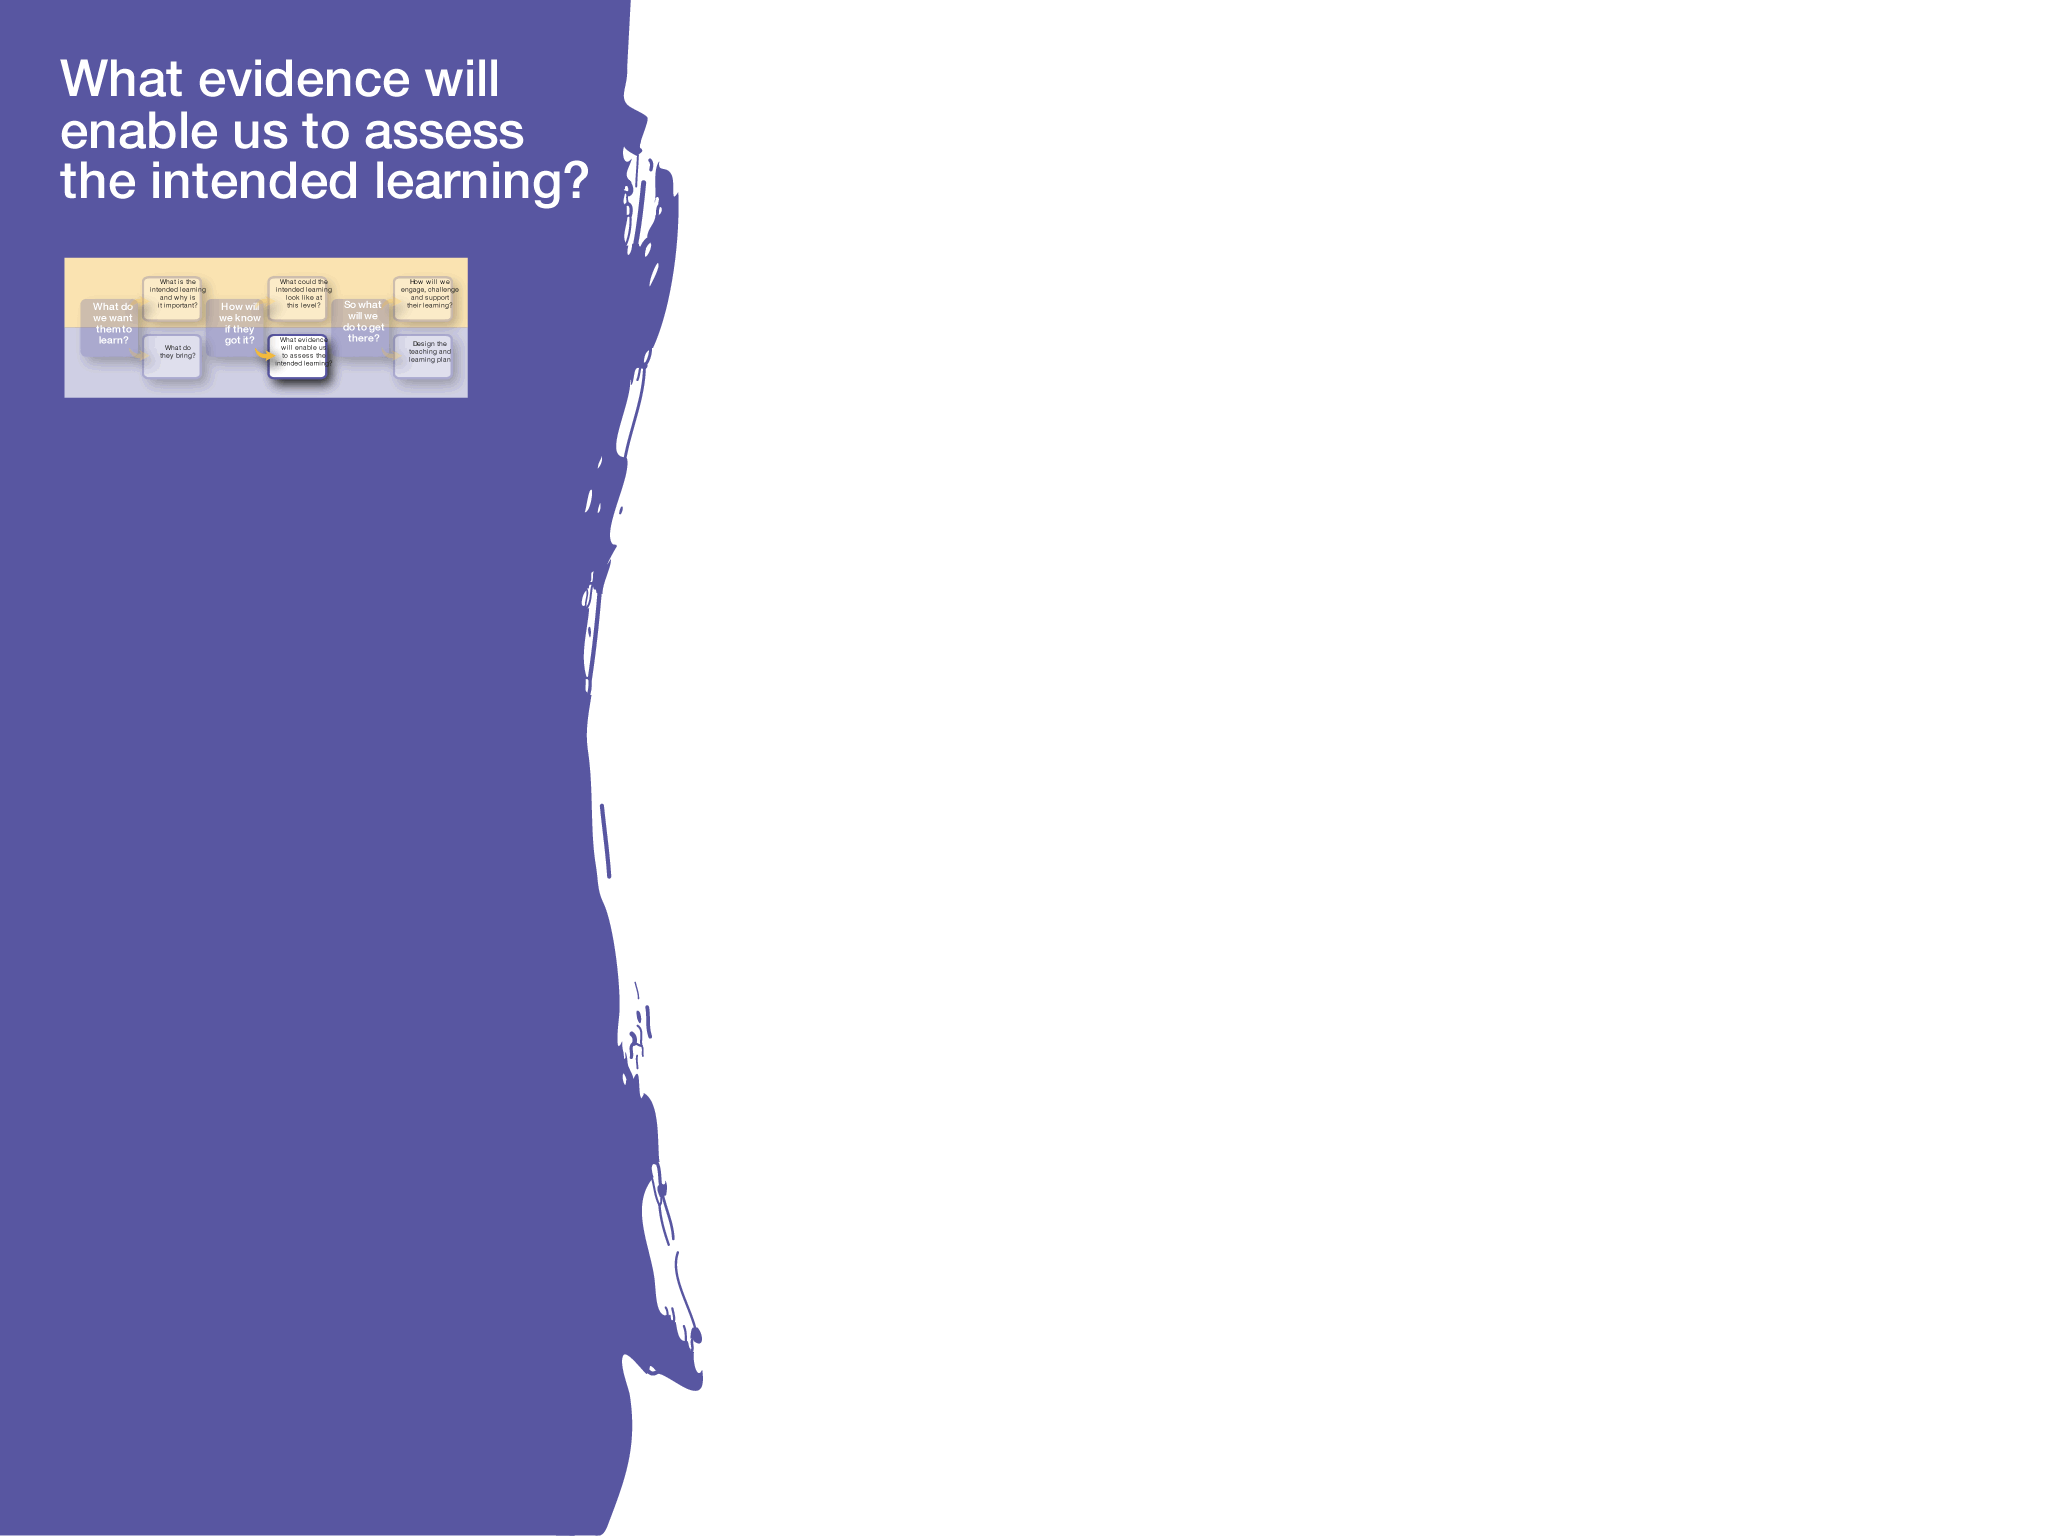 What evidence will
enable us to assess
the intended learning?
What do
we want
them to
learn?
What is the
intended learning
and why is
it important?
What do
they bring?
How will
we know
if they
got it?
What could the
intended learning
look like at
this level?
What evidence
will enable us
to assess the
intended learning?
So what
will we
do to get
there?
How will we
engage, challenge
and support
their learning?
Design the
teaching and
learning plan